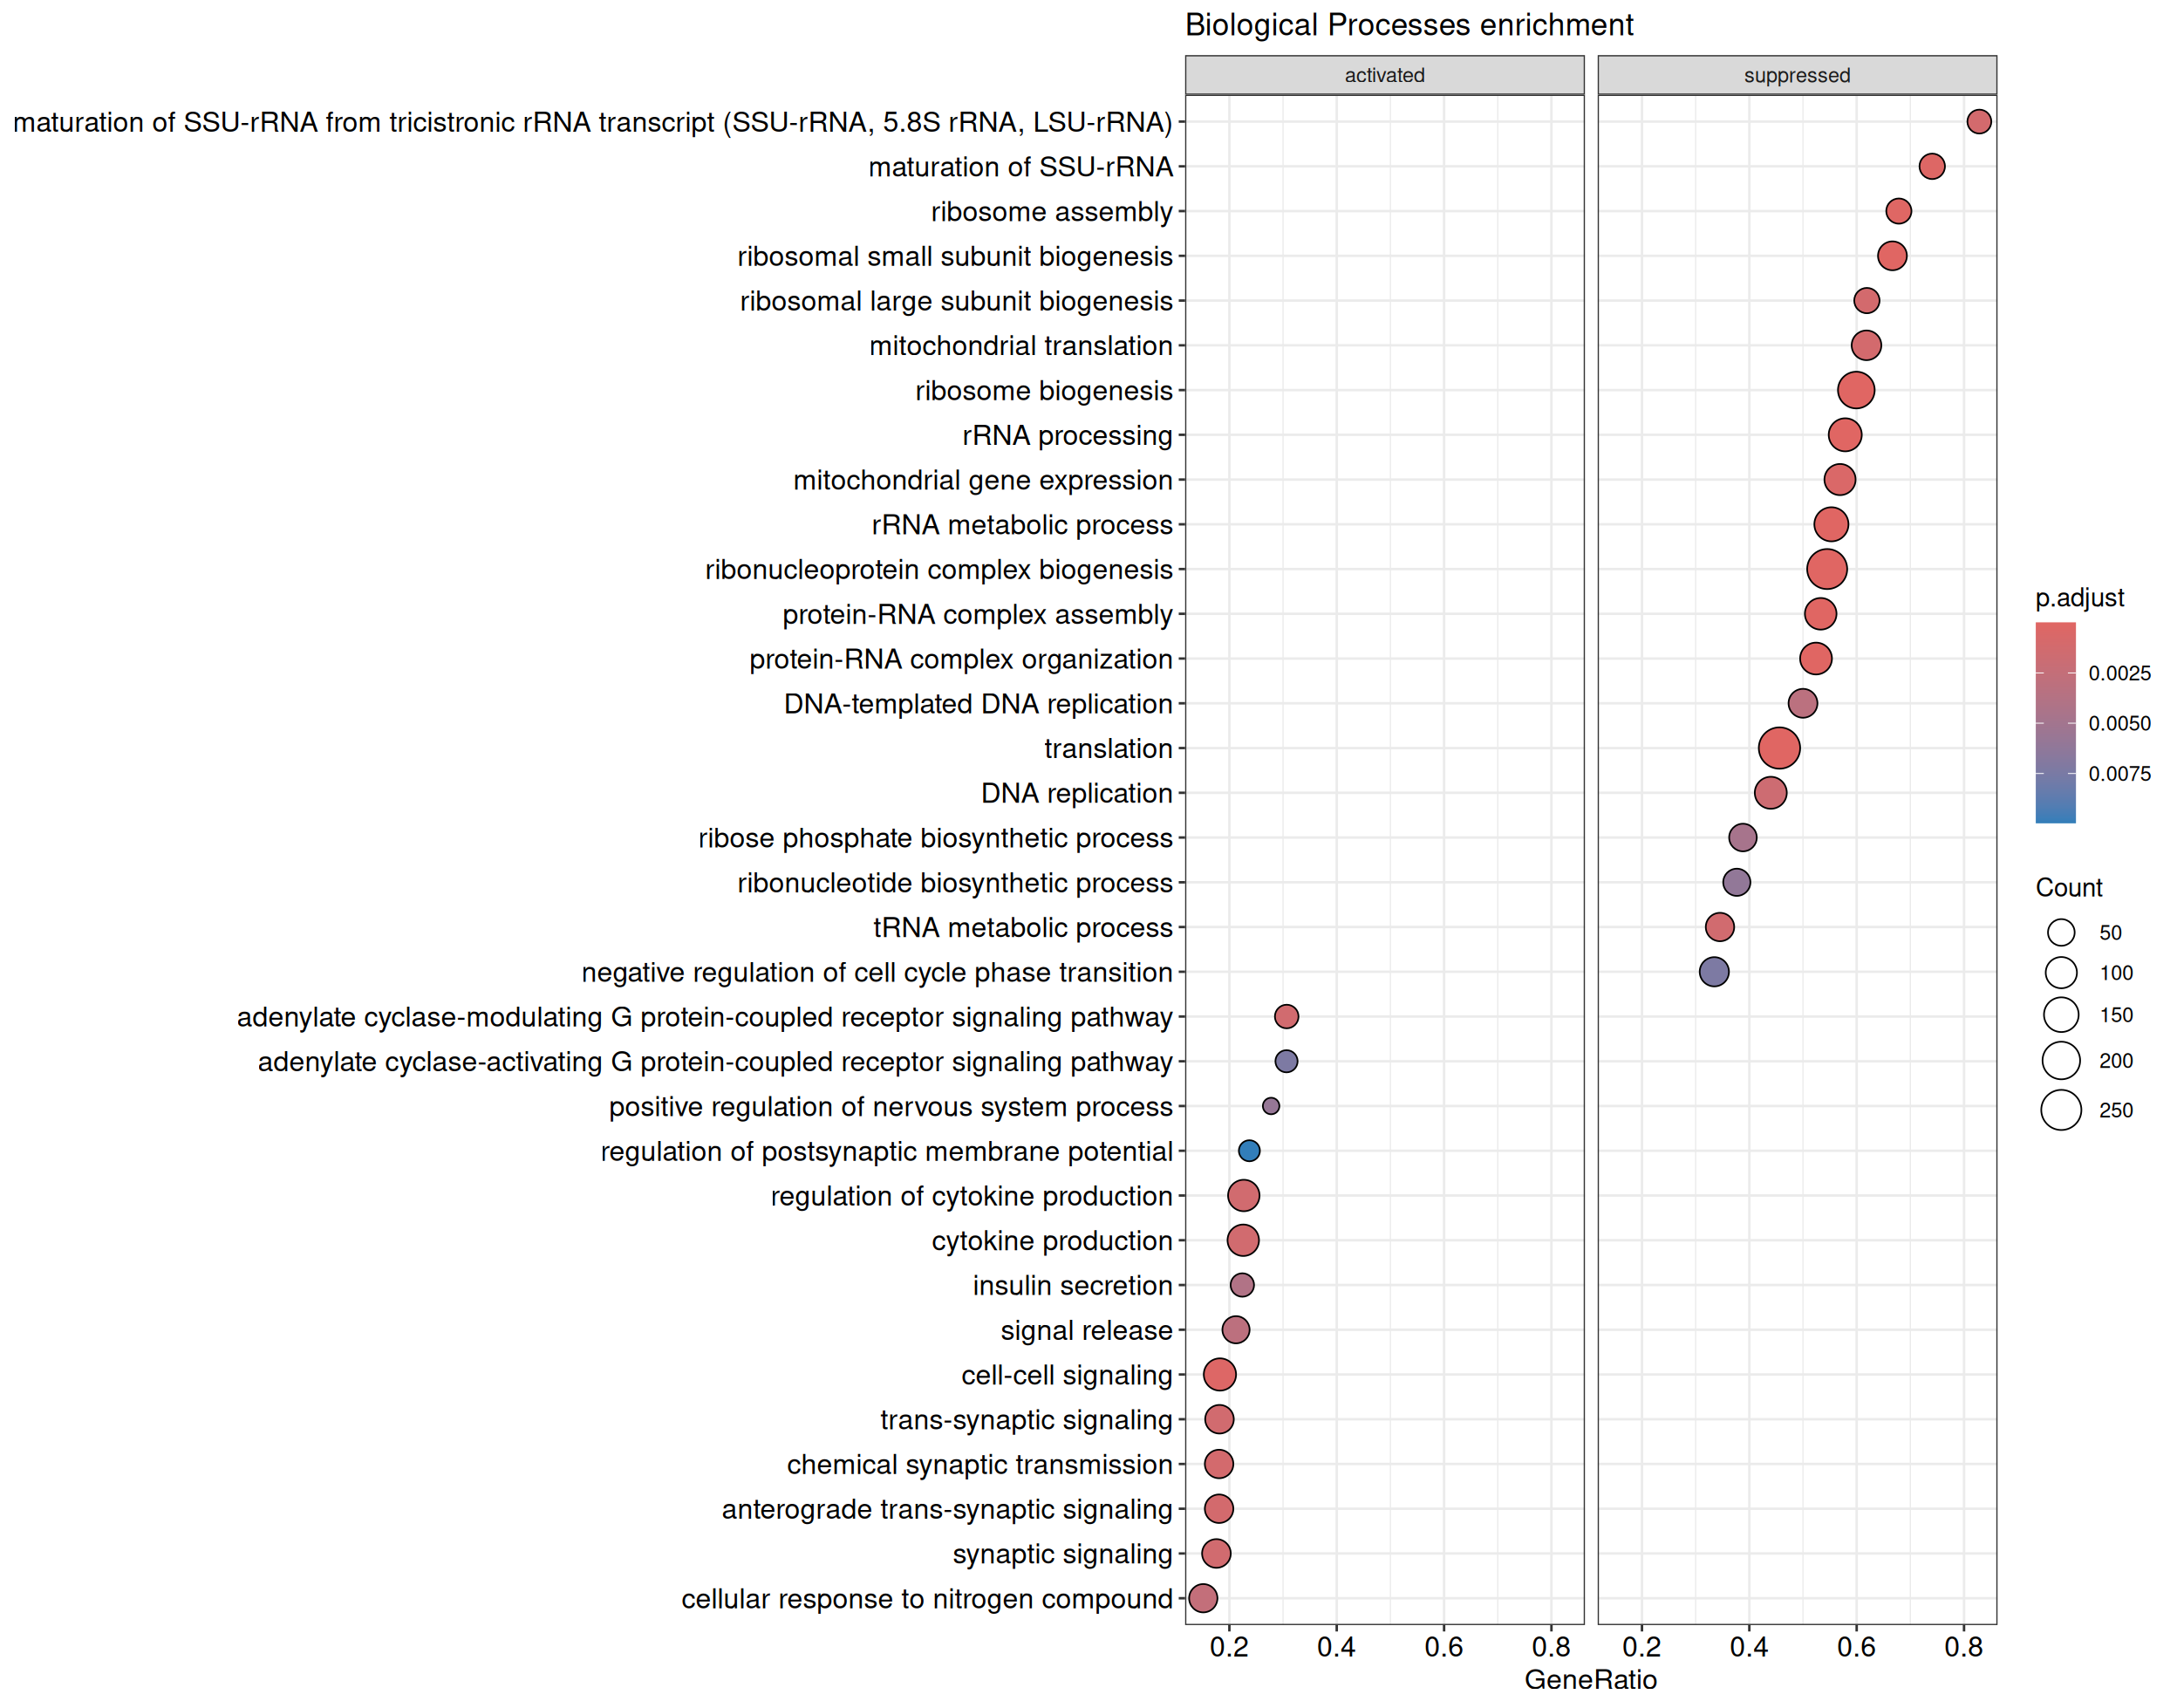 Biological Processes enrichment
activated
suppressed
maturation of SSU-rRNA from tricistronic rRNA transcript (SSU-rRNA, 5.8S rRNA, LSU-rRNA)
maturation of SSU-rRNA
ribosome assembly
ribosomal small subunit biogenesis
ribosomal large subunit biogenesis
mitochondrial translation
ribosome biogenesis
rRNA processing
mitochondrial gene expression
rRNA metabolic process
ribonucleoprotein complex biogenesis
protein-RNA complex assembly
protein-RNA complex organization
DNA-templated DNA replication
translation
DNA replication
ribose phosphate biosynthetic process
ribonucleotide biosynthetic process
tRNA metabolic process
negative regulation of cell cycle phase transition
adenylate cyclase-modulating G protein-coupled receptor signaling pathway
adenylate cyclase-activating G protein-coupled receptor signaling pathway
positive regulation of nervous system process
regulation of postsynaptic membrane potential
regulation of cytokine production
cytokine production
insulin secretion
signal release
cell-cell signaling
trans-synaptic signaling
chemical synaptic transmission
anterograde trans-synaptic signaling
synaptic signaling
cellular response to nitrogen compound
0.2 0.4 0.6 0.8
0.2 0.4 0.6 0.8
GeneRatio
p.adjust
0.0025
0.0050
0.0075
Count
50
100
150
200
250